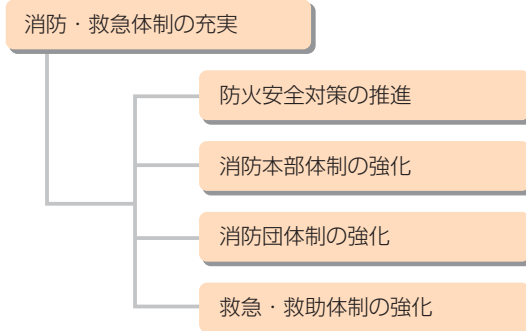 消防・救急体制の充実
防火安全対策の推進
消防本部体制の強化
消防団体制の強化
救急・救助体制の強化